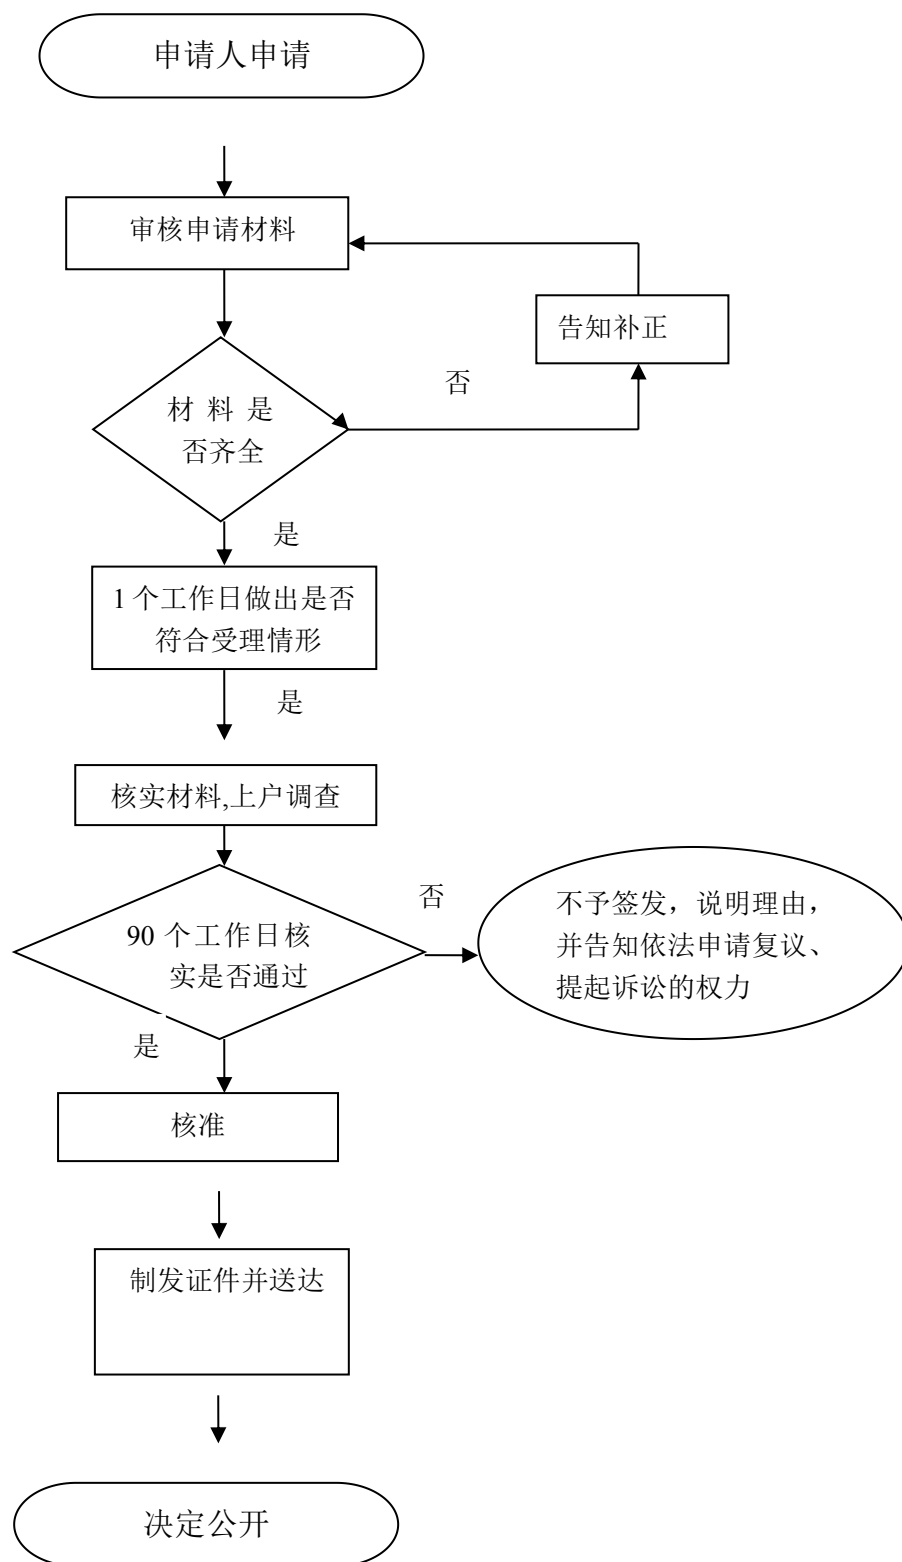 申请人申请
审核申请材料
告知补正
否
材 料 是
否齐全
是
1 个工作日做出是否
符合受理情形
是
核实材料,上户调查
否
90 个工作日核
实是否通过
不予签发，说明理由，
并告知依法申请复议、
提起诉讼的权力
是
核准
制发证件并送达
决定公开